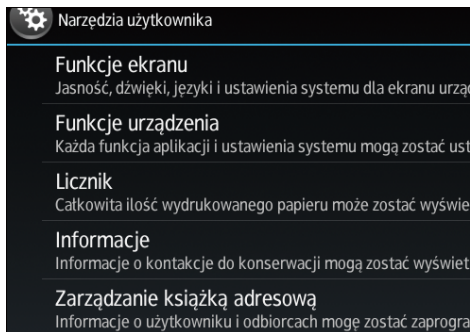 Narzędzia użytkownika
Funkcje ekranu
Jasność, dźwięki, języki i ustawienia systemu dla ekranu
Funkcje urządzenia
Każda funkcja aplikacji i ustawienia systemu mogą zostać
Licznik
Całkowita ilość wydrukowanego papieru może zostać
Informacje
Informacje o kontakcje do konserwacji mogą zostać
Zarządzanie książką adresową
Informacje o użytkowniku i odbiorcach mogę zostać